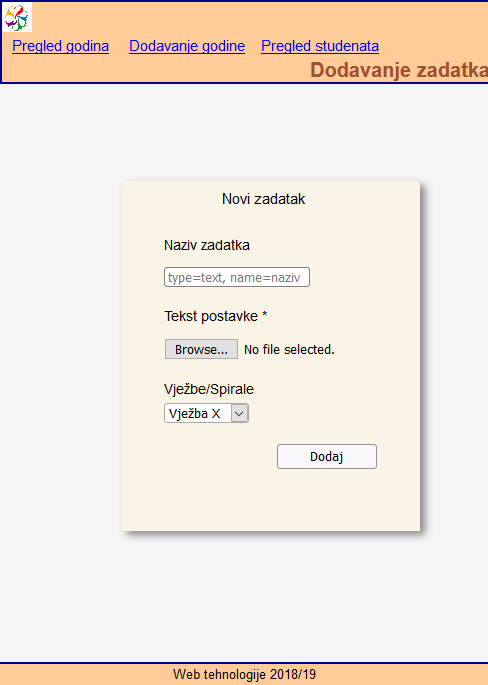 Pregled godina Dodavanje godine Pregled studenata
Dodavanje zadatka
Novi zadatak
Naziv zadatka
type=text, name=naziv
Tekst postavke *
Browse... No file selected.
Vježbe/Spirale
Vježba X
Dodaj
Web tehnologije 2018/19